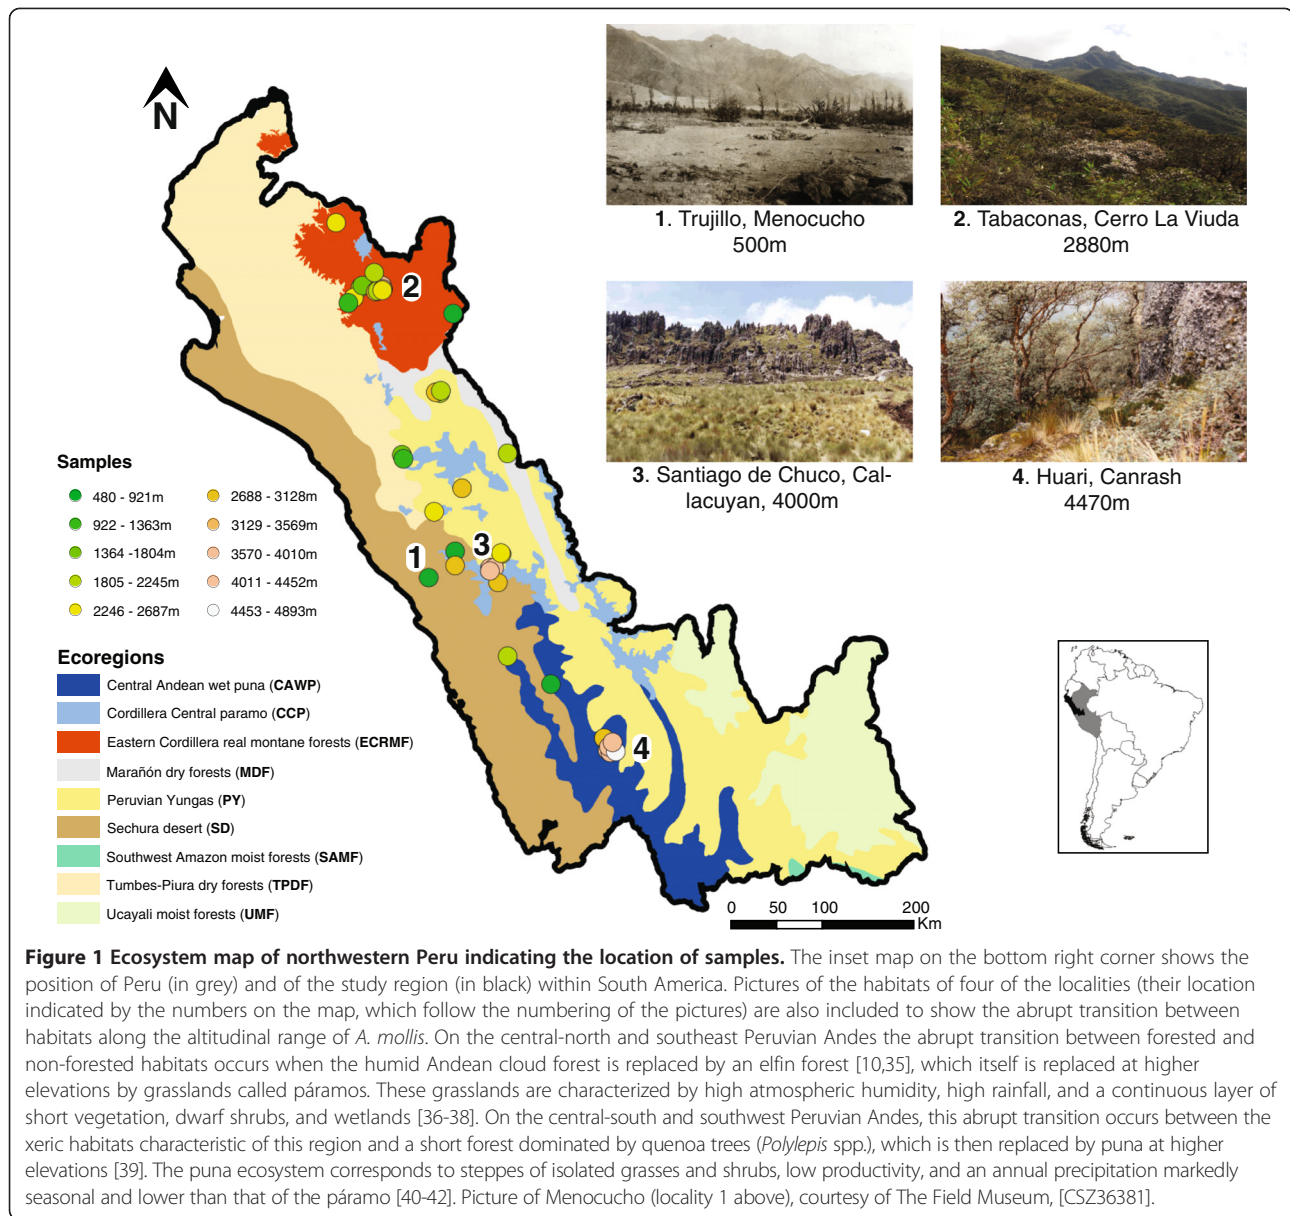 N
1. Trujillo, Menocucho
500m
2. Tabaconas, Cerro La Viuda
2880m
3. Santiago de Chuco, Cal-
lacuyan, 4000m
4. Huari, Canrash
4470m
2
1
3
4
Samples
480 - 921m
922 - 1363m
1364 -1804m
1805 - 2245m
2246 - 2687m
2688 - 3128m
3129 - 3569m
3570 - 4010m
4011 - 4452m
4453 - 4893m
Ecoregions
Central Andean wet puna (CAWP)
Cordillera Central paramo (CCP)
Eastern Cordillera real montane forests (ECRMF)
Marañón dry forests (MDF)
Peruvian Yungas (PY)
Sechura desert (SD)
Southwest Amazon moist forests (SAMF)
Tumbes-Piura dry forests (TPDF)
Ucayali moist forests (UMF)
0 50 100 200
Km
Figure 1 Ecosystem map of northwestern Peru indicating the location of samples. The inset map on the bottom right corner shows the
position of Peru (in grey) and of the study region (in black) within South America. Pictures of the habitats of four of the localities (their location
indicated by the numbers on the map, which follow the numbering of the pictures) are also included to show the abrupt transition between
habitats along the altitudinal range of A. mollis. On the central-north and southeast Peruvian Andes the abrupt transition between forested and
non-forested habitats occurs when the humid Andean cloud forest is replaced by an elfin forest [10,35], which itself is replaced at higher
elevations by grasslands called páramos. These grasslands are characterized by high atmospheric humidity, high rainfall, and a continuous layer of
short vegetation, dwarf shrubs, and wetlands [36-38]. On the central-south and southwest Peruvian Andes, this abrupt transition occurs between the
xeric habitats characteristic of this region and a short forest dominated by quenoa trees (Polylepis spp.), which is then replaced by puna at higher
elevations [39]. The puna ecosystem corresponds to steppes of isolated grasses and shrubs, low productivity, and an annual precipitation markedly
seasonal and lower than that of the páramo [40-42]. Picture of Menocucho (locality 1 above), courtesy of The Field Museum, [CSZ36381].